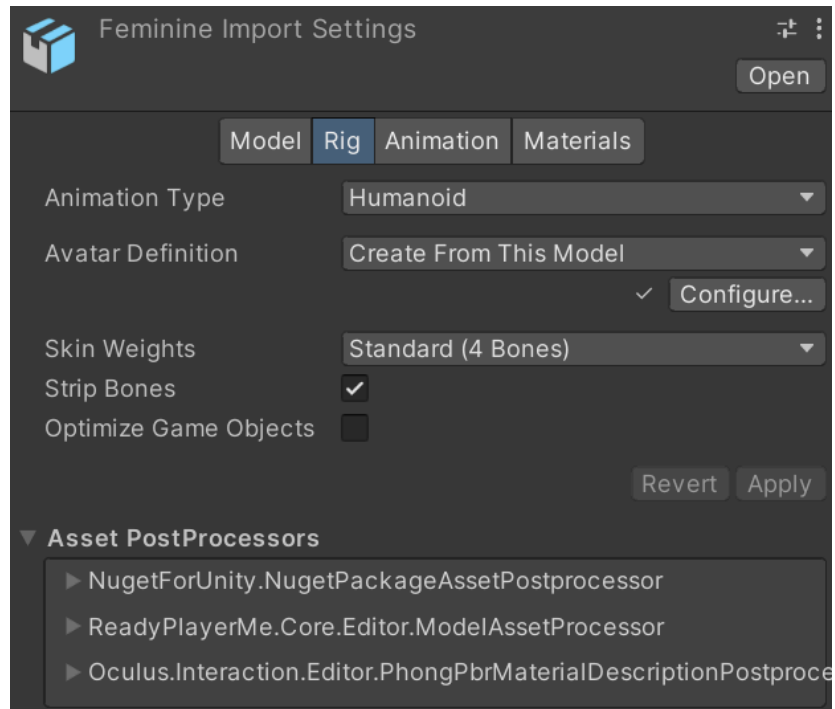 Feminine Import Settings
Open
Model Rig Animation Materials
Animation Type Humanoid
Avatar Definition Create From This Model
Configure...
Skin Weights Standard (4 Bones)
Strip Bones
Optimize Game Objects
Revert Apply
Asset PostProcessors
NugetForUnity.NugetPackageAssetPostprocessor
ReadyPlayerMe.Core.Editor.ModelAssetProcessor
Oculus.Interaction.Editor.PhongPbrMaterialDescriptionPostproce